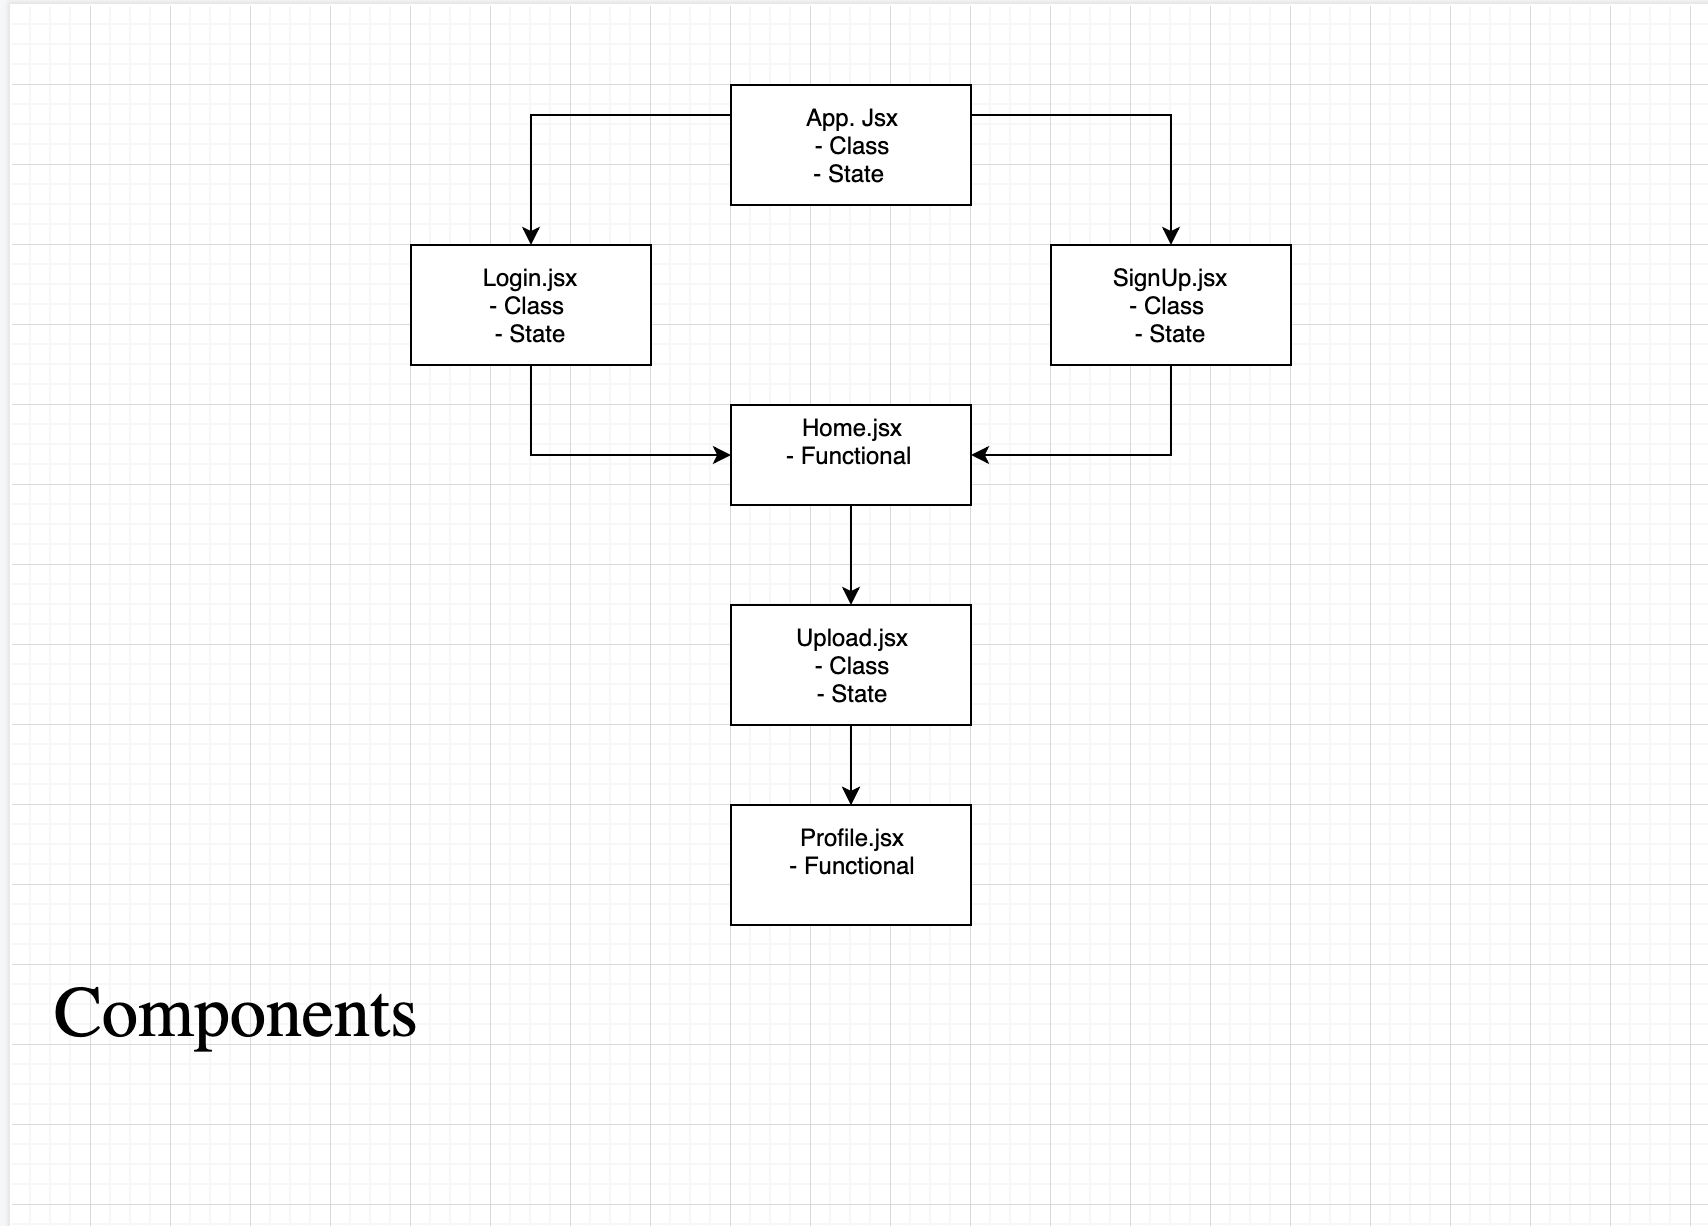 App. Jsx
- Class
- State
Login.jsx
- Class
- State
SignUp.jsx
- Class
- State
Home.jsx
- Functional
Upload.jsx
- Class
- State
Profile.jsx
- Functional
Components